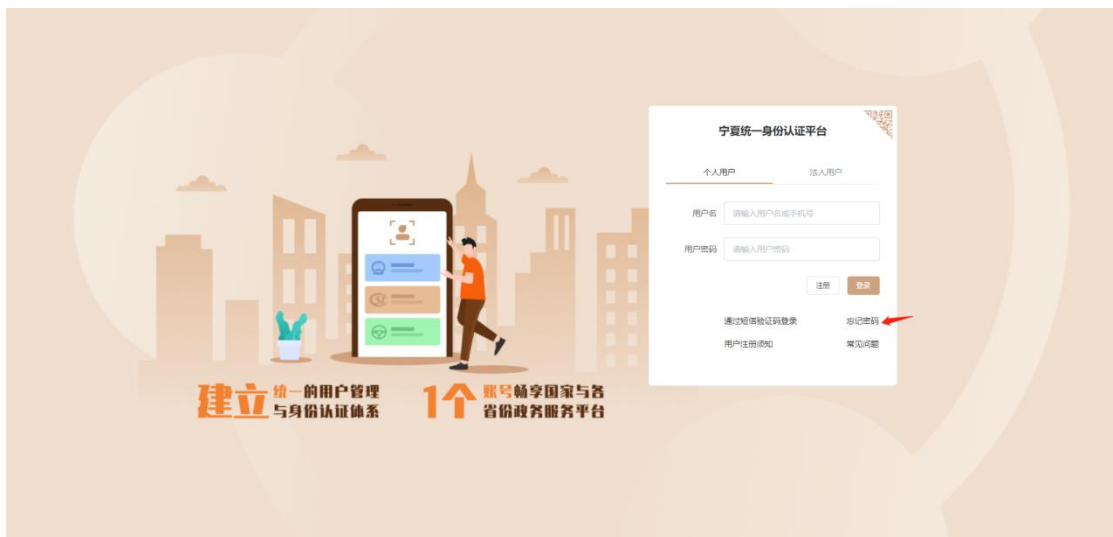 宁夏统一身份认证平台
个人用户 法人用户
用户名 请输入用户名或手机号
用户密码 请输入用户密码
注册 登录
通过短信验证码登录 忘记密码
用户注册须知 常见问题
建立 统一的用户管理
与身份认证体系
1个 账号畅享国家与各
省份政务服务平台